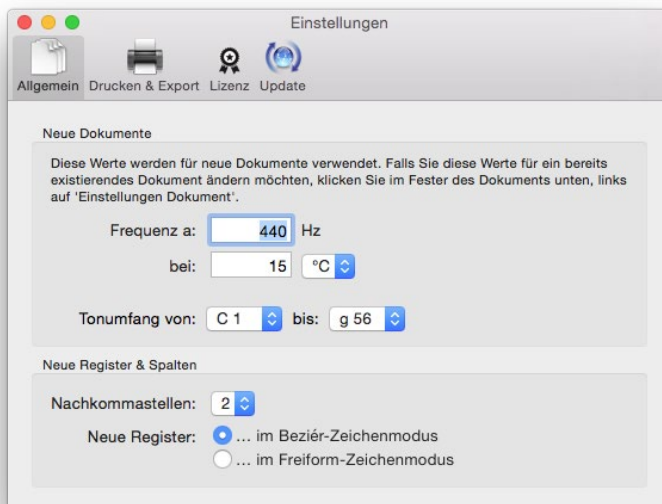 Einstellungen
Allgemein Drucken & Export Lizenz Update
Neue Dokumente
Diese Werte werden für neue Dokumente verwendet. Falls Sie diese Werte für ein bereits
existierendes Dokument ändern möchten, klicken Sie im Fester des Dokuments unten, links
auf 'Einstellungen Dokument'.
Frequenz a: 440 Hz
bei: 15 °C
Tonumfang von: C 1 bis: g 56
Neue Register & Spalten
Nachkommastellen: 2
Neue Register: ... im Beziér-Zeichenmodus
... im Freiform-Zeichenmodus